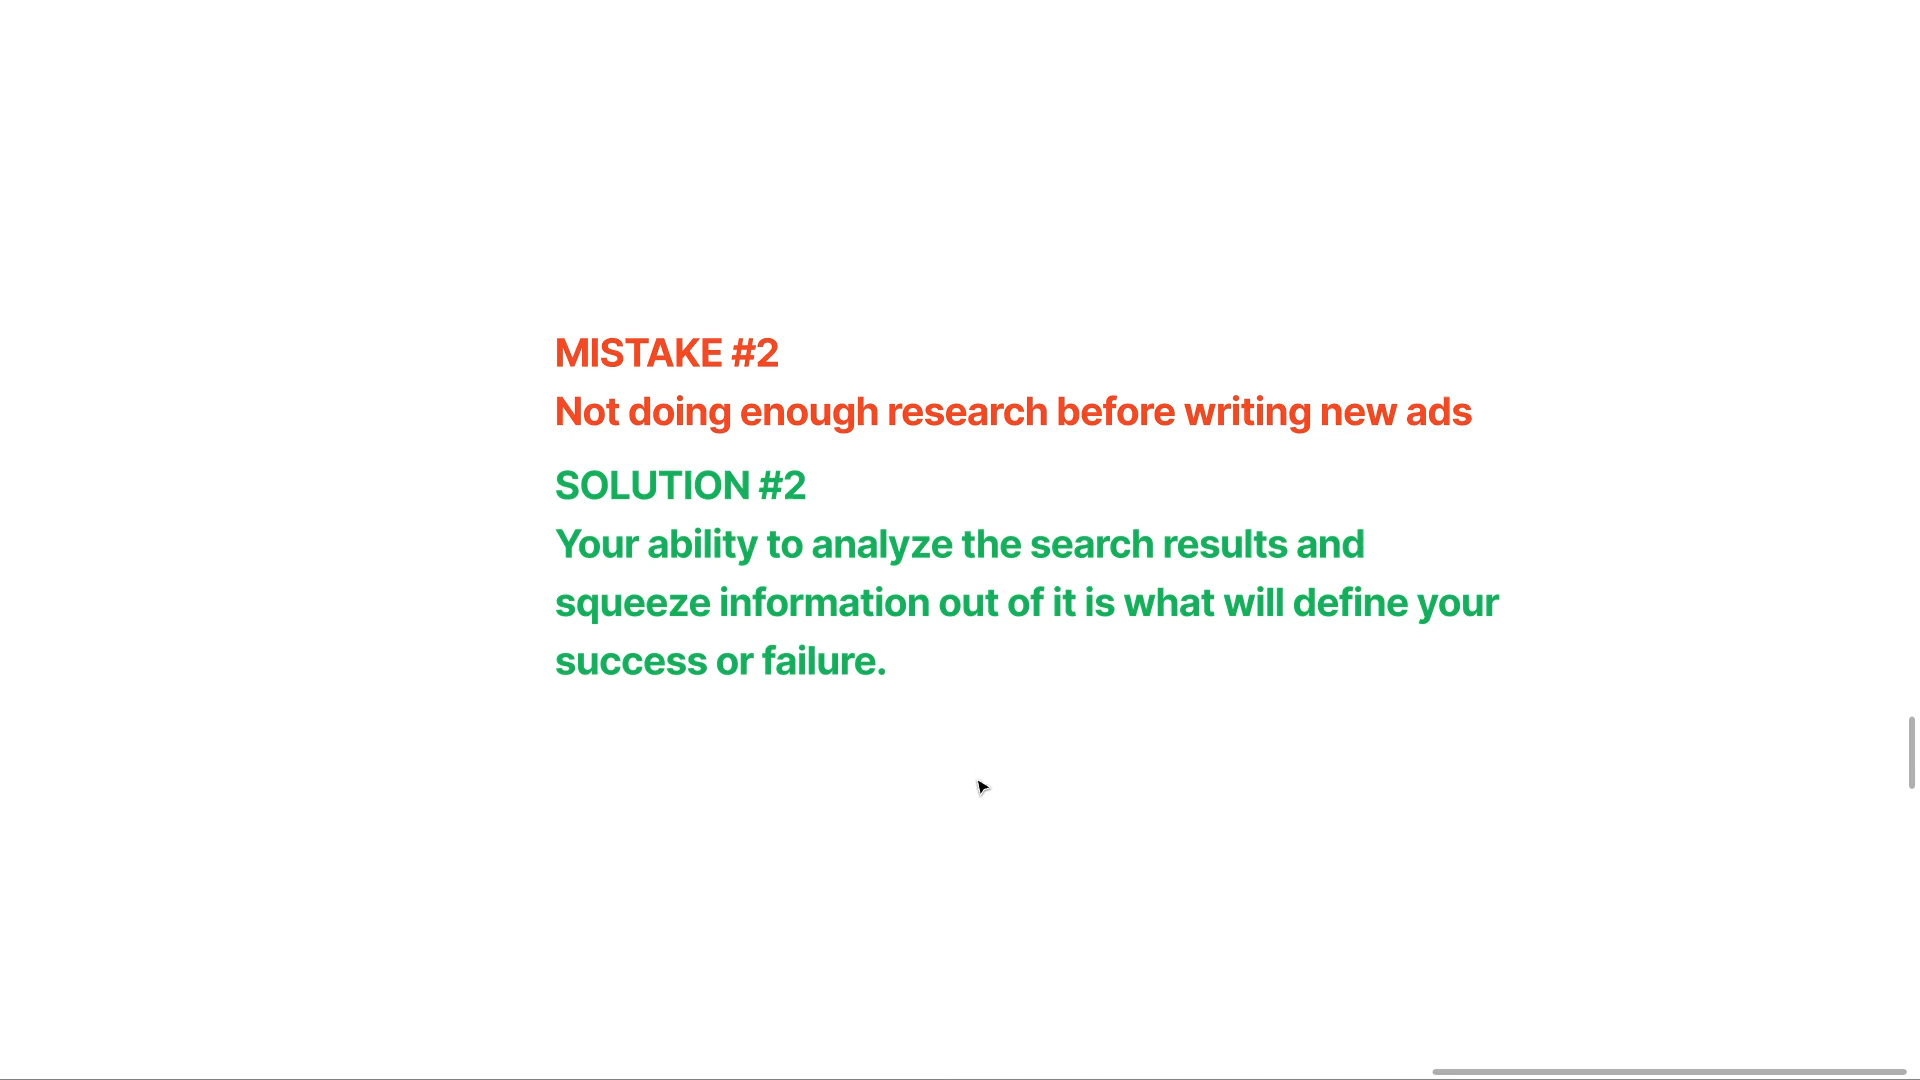 MISTAKE #2
Not doing enough research before writing new ads
SOLUTION #2
Your ability to analyze the search results and
squeeze information out of it is what will define your
success or failure.